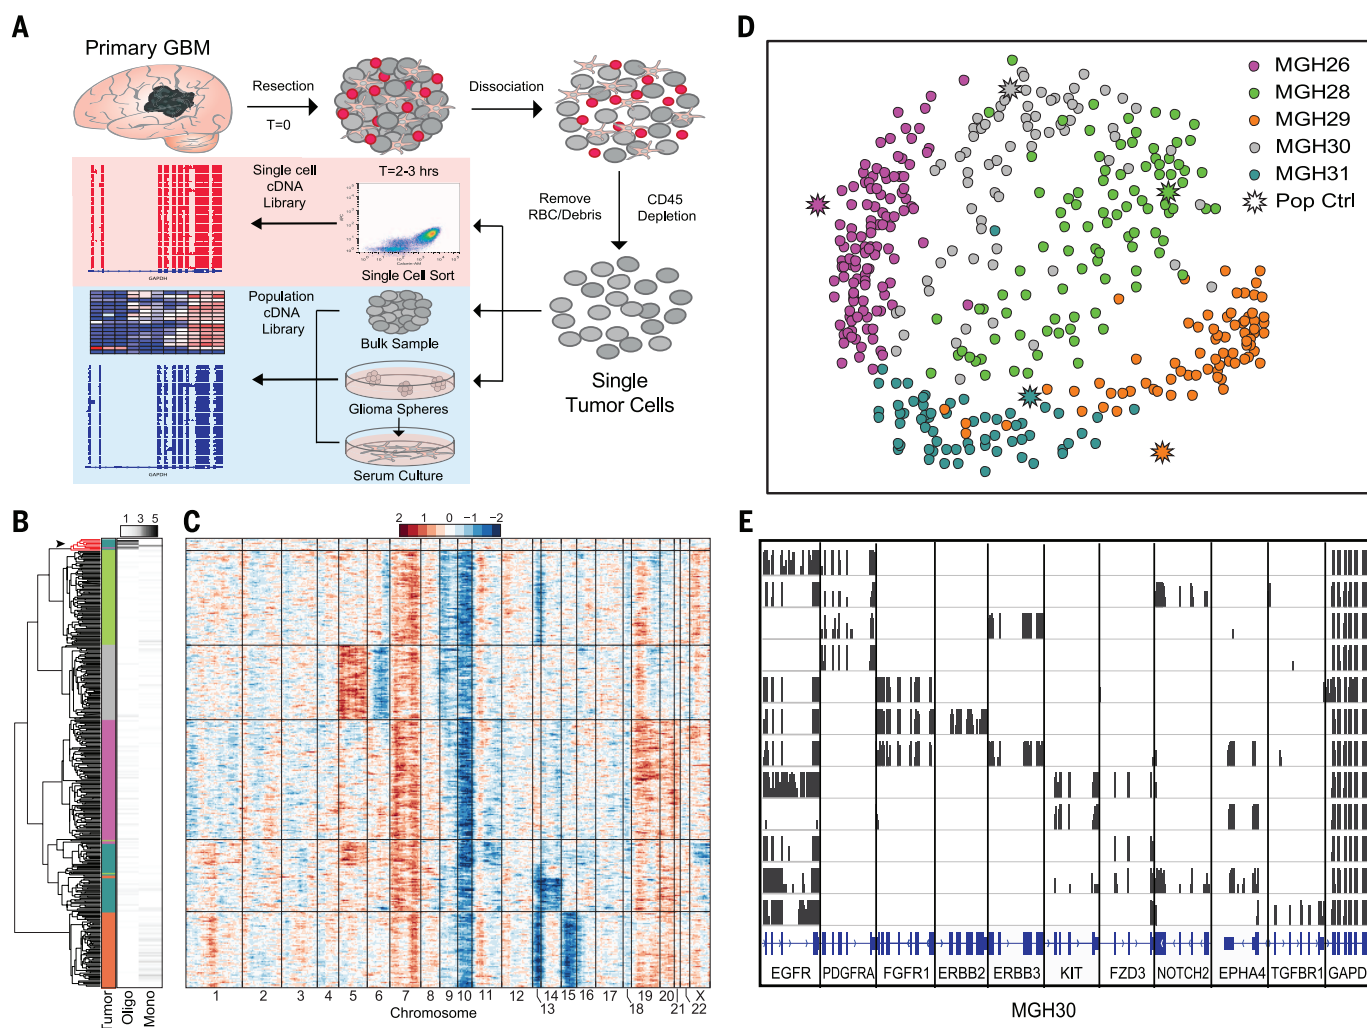 A
Primary GBM
Resection
T=0
Dissociation
Single cell
cDNA
Library
T=2-3 hrs
Single Cell Sort
GAPDH
Remove
RBC/Debris
CD45
Depletion
Population
cDNA
Library
Bulk Sample
Glioma Spheres
Serum Culture
GAPDH
Single
Tumor Cells
D
MGH26
MGH28
MGH29
MGH30
MGH31
Pop Ctrl
B
1 3 5
Tumor
Oligo
Mono
C
2 1 0 −1 −2
1 2 3 4 5 6 7 8 9 10 11 12 13 14 15 16 17 18 19 20 21 22 X
Chromosome
E
EGFR PDGFRA FGFR1 ERBB2 ERBB3 KIT FZD3 NOTCH2 EPHA4 TGFBR1 GAPD
MGH30